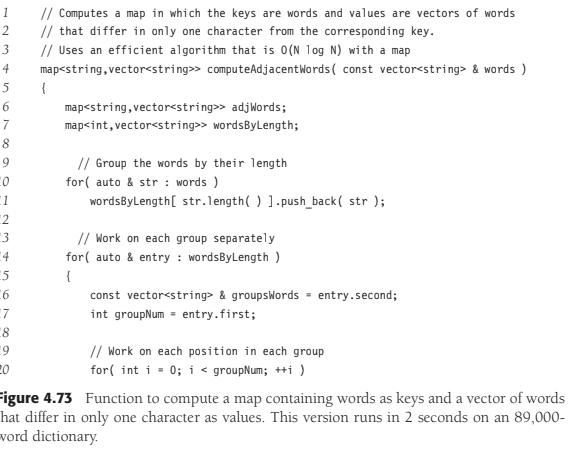 1 // Computes a map in which the keys are words and values are vectors of words
2 // that differ in only one character from the corresponding key.
3 // Uses an efficient algorithm that is O(N log N) with a map
4 map<string,vector<string>> computeAdjacentWords( const vector<string> & words )
5 {
6 map<string,vector<string>> adjWords;
7 map<int,vector<string>> wordsByLength;
8
9 // Group the words by their length
10 for( auto & str : words )
11 wordsByLength[ str.length( ) ].push_back( str );
12
13 // Work on each group separately
14 for( auto & entry : wordsByLength )
15 {
16 const vector<string> & groupsWords = entry.second;
17 int groupNum = entry.first;
18
19 // Work on each position in each group
20 for( int i = 0; i < groupNum; ++i )
Figure 4.73 Function to compute a map containing words as keys and a vector of words
that differ in only one character as values. This version runs in 2 seconds on an 89,000-
word dictionary.